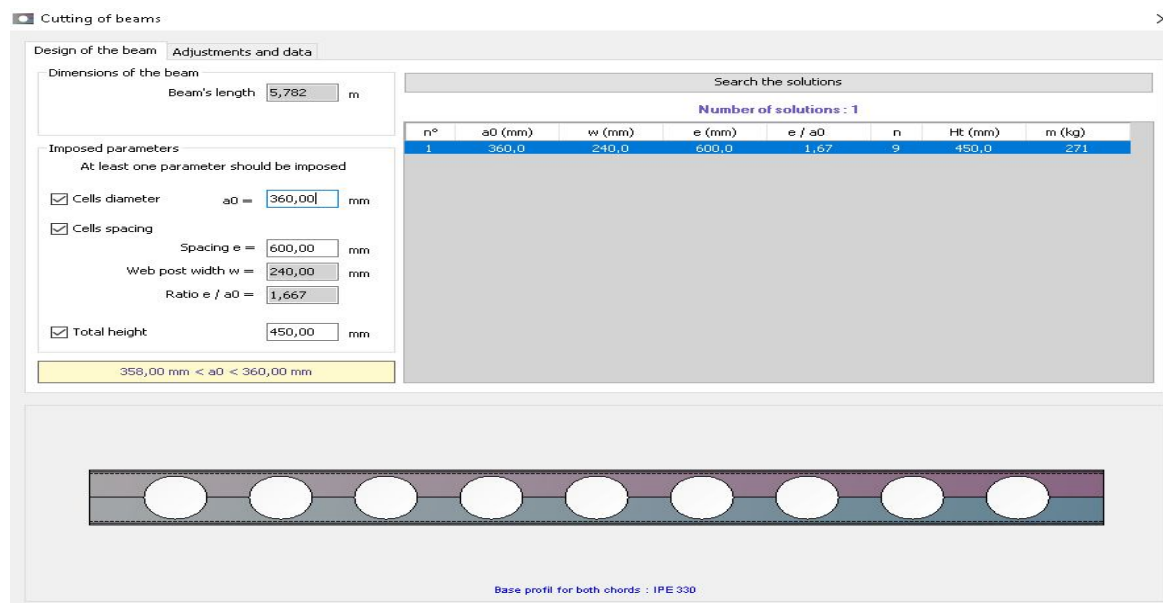 Cutting of beams
Design of the beam Adjustments and data
Dimensions of the beam
Beam's length 5,782 m
Imposed parameters
At least one parameter should be imposed
Cells diameter a0 = 360,00 mm
Cells spacing
Spacing e = 600,00 mm
Web post width w = 240,00 mm
Ratio e / a0 = 1,667
Total height 450,00 mm
358,00 mm < a0 < 360,00 mm
Search the solutions
Number of solutions : 1
n° a0 (mm) w (mm) e (mm) e / a0 n Ht (mm) m (kg)
1 360,0 240,0 600,0 1,67 9 450,0 271
Base profil for both chords : IPE 330